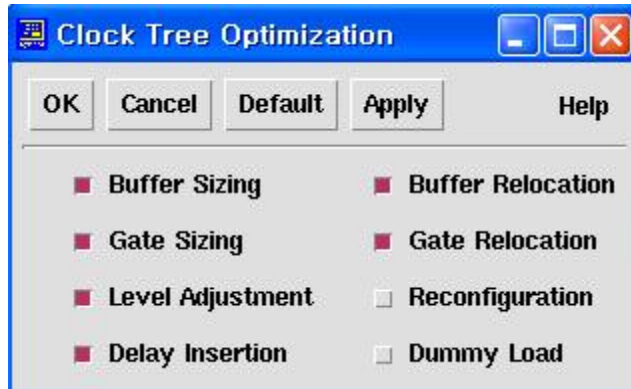 Clock Tree Optimization
OK Cancel Default Apply Help
Buffer Sizing Buffer Relocation
Gate Sizing Gate Relocation
Level Adjustment Reconfiguration
Delay Insertion Dummy Load